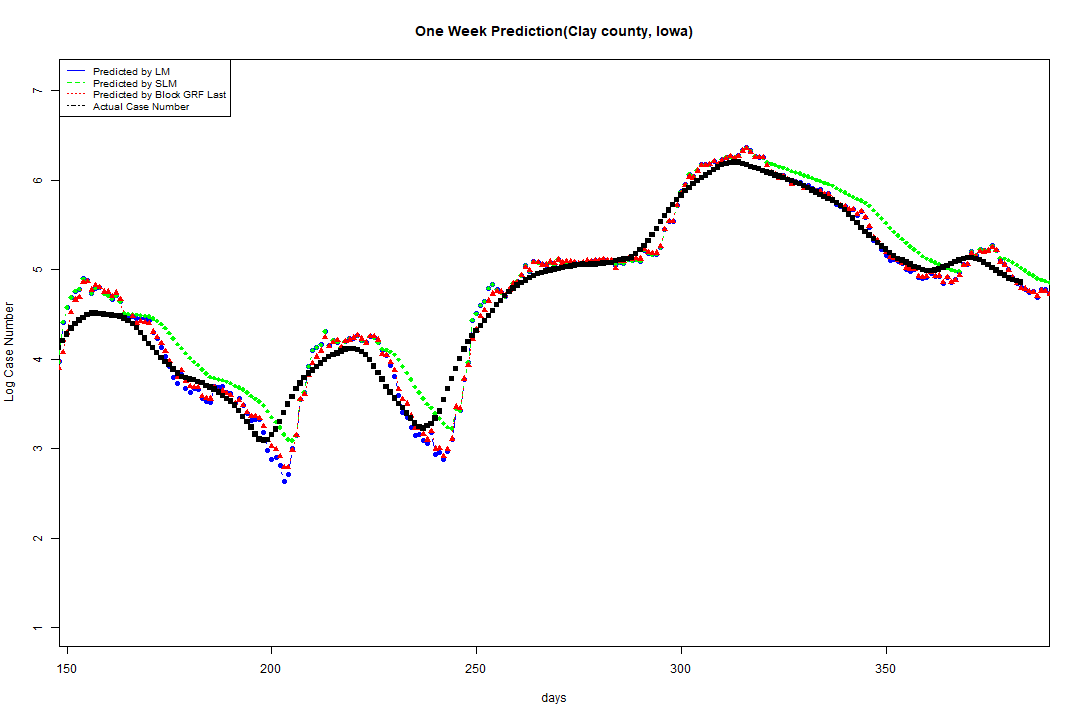 One Week Prediction(Clay county, Iowa)
Predicted by LM
Predicted by SLM
Predicted by Block GRF Last
Actual Case Number
Log Case Number
7
6
5
4
3
2
1
150 200 250 300 350
days